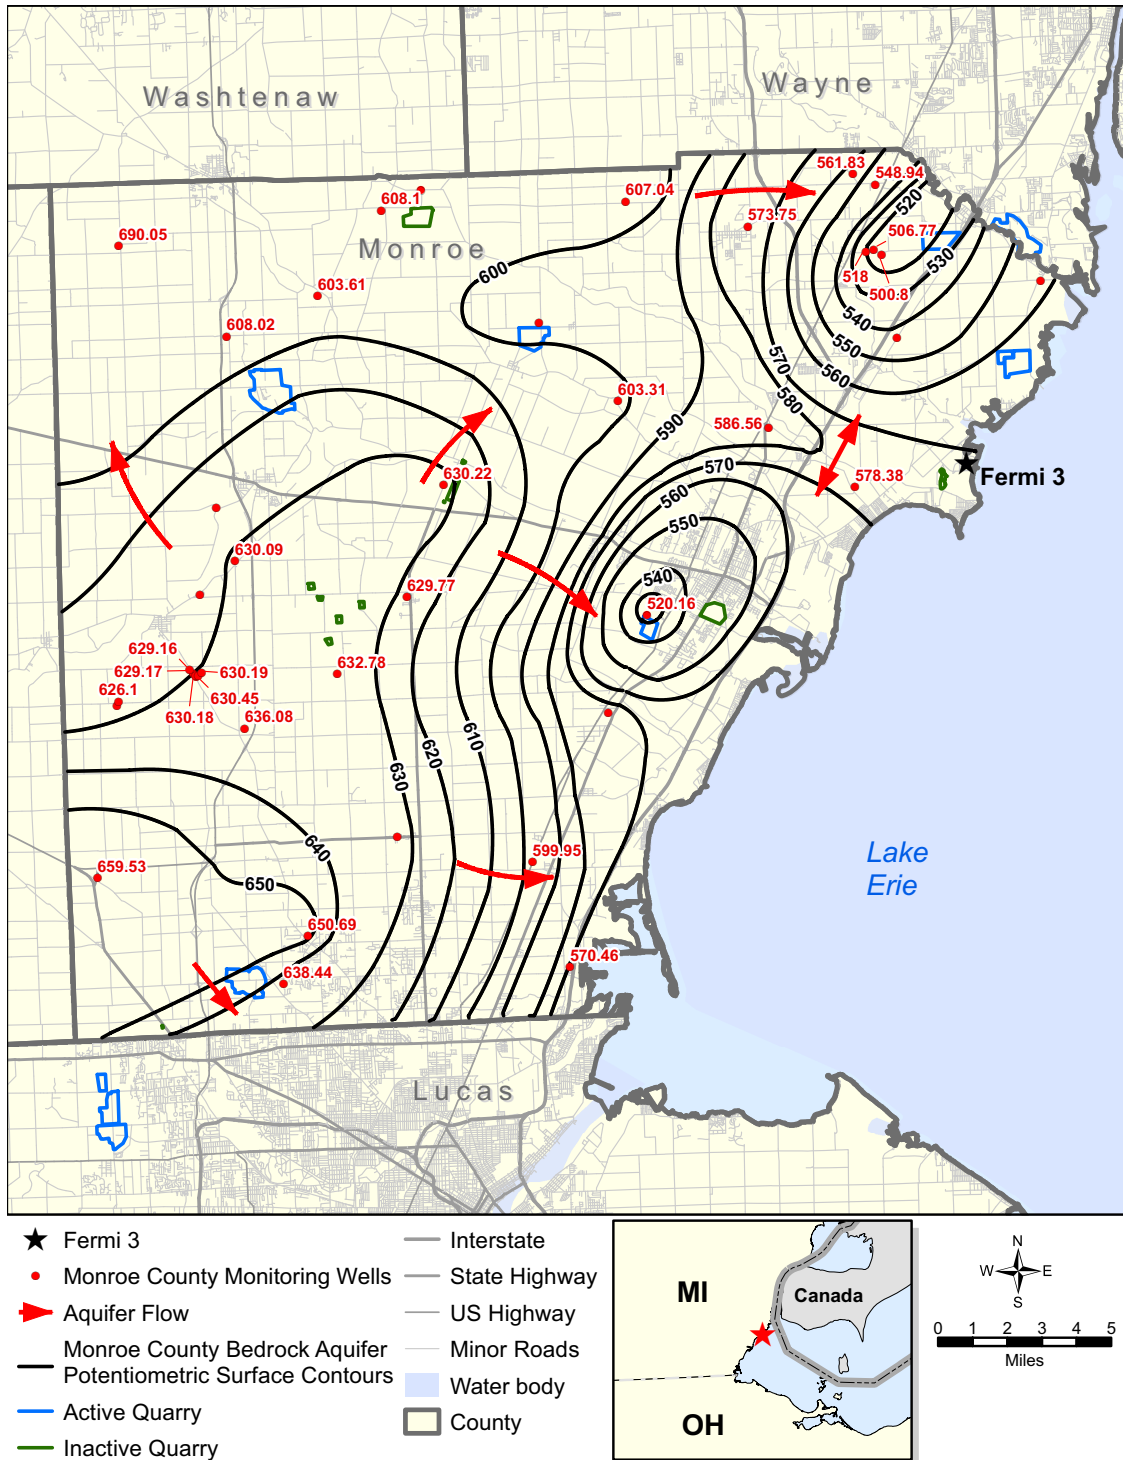 Washtenaw
Wayne
561.83
548.94
607.04
608.1
520
573.75
Monroe
690.05
506.77
530
518
600
500.8
603.61
608.02
540
550
570
560
603.31
580
590
586.56
570
Fermi 3
630.22
578.38
560
550
630.09
540
629.77
520.16
629.16
632.78
629.17
630.19
626.1
630.45
630.18
636.08
610
620
630
640
Lake
Erie
599.95
659.53
650
650.69
570.46
638.44
Lucas
Fermi 3
Monroe County Monitoring Wells
Aquifer Flow
Monroe County Bedrock Aquifer
Potentiometric Surface Contours
Active Quarry
Inactive Quarry
Interstate
State Highway
US Highway
Minor Roads
Water body
County
MI
Canada
OH
N
W E
S
0 1 2 3 4 5
Miles